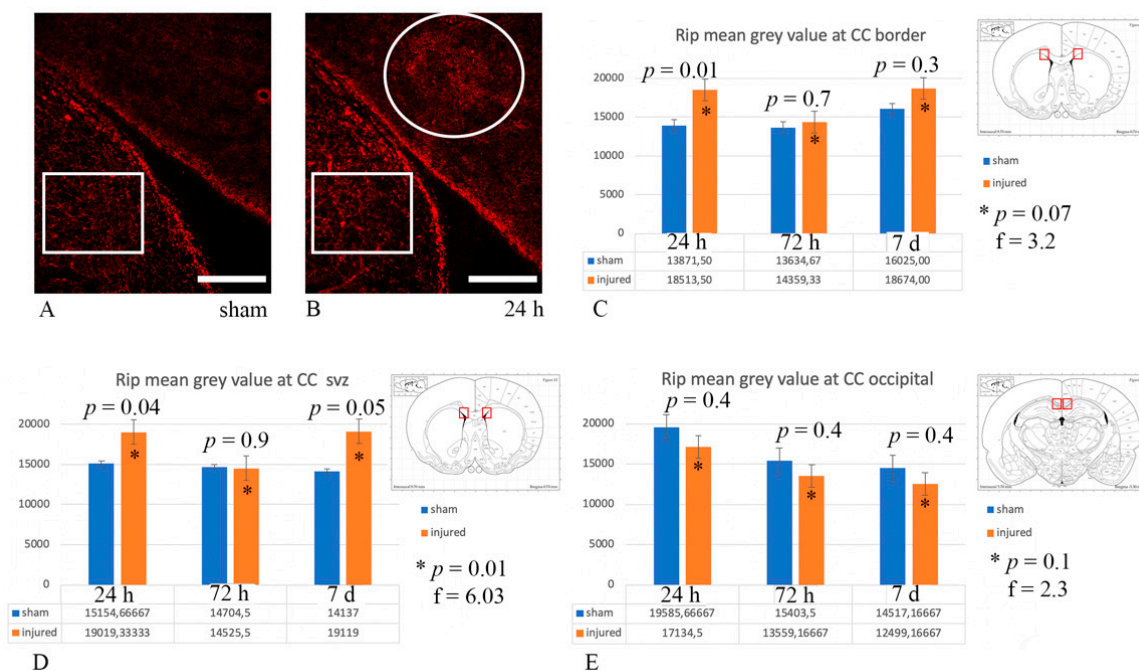 A
sham
B
24 h
Rip mean grey value at CC border
p = 0.01
p = 0.7
p = 0.3
20000
15000
10000
5000
0
*
*
*
24 h
72 h
7 d
sham
13871,50
13634,67
16025,00
injured
18513,50
14359,33
18674,00
sham
injured
* p = 0.07
f = 3.2
C
Rip mean grey value at CC svz
p = 0.04
p = 0.9
p = 0.05
20000
15000
10000
5000
0
*
*
*
24 h
72 h
7 d
sham
15154,66667
14704,5
14137
injured
19019,33333
14525,5
19119
sham
injured
* p = 0.01
f = 6.03
D
Rip mean grey value at CC occipital
p = 0.4
p = 0.4
p = 0.4
20000
15000
10000
5000
0
*
*
*
24 h
72 h
7 d
sham
19585,66667
15403,5
14517,16667
injured
17134,5
13559,16667
12499,16667
sham
injured
* p = 0.1
f = 2.3
E